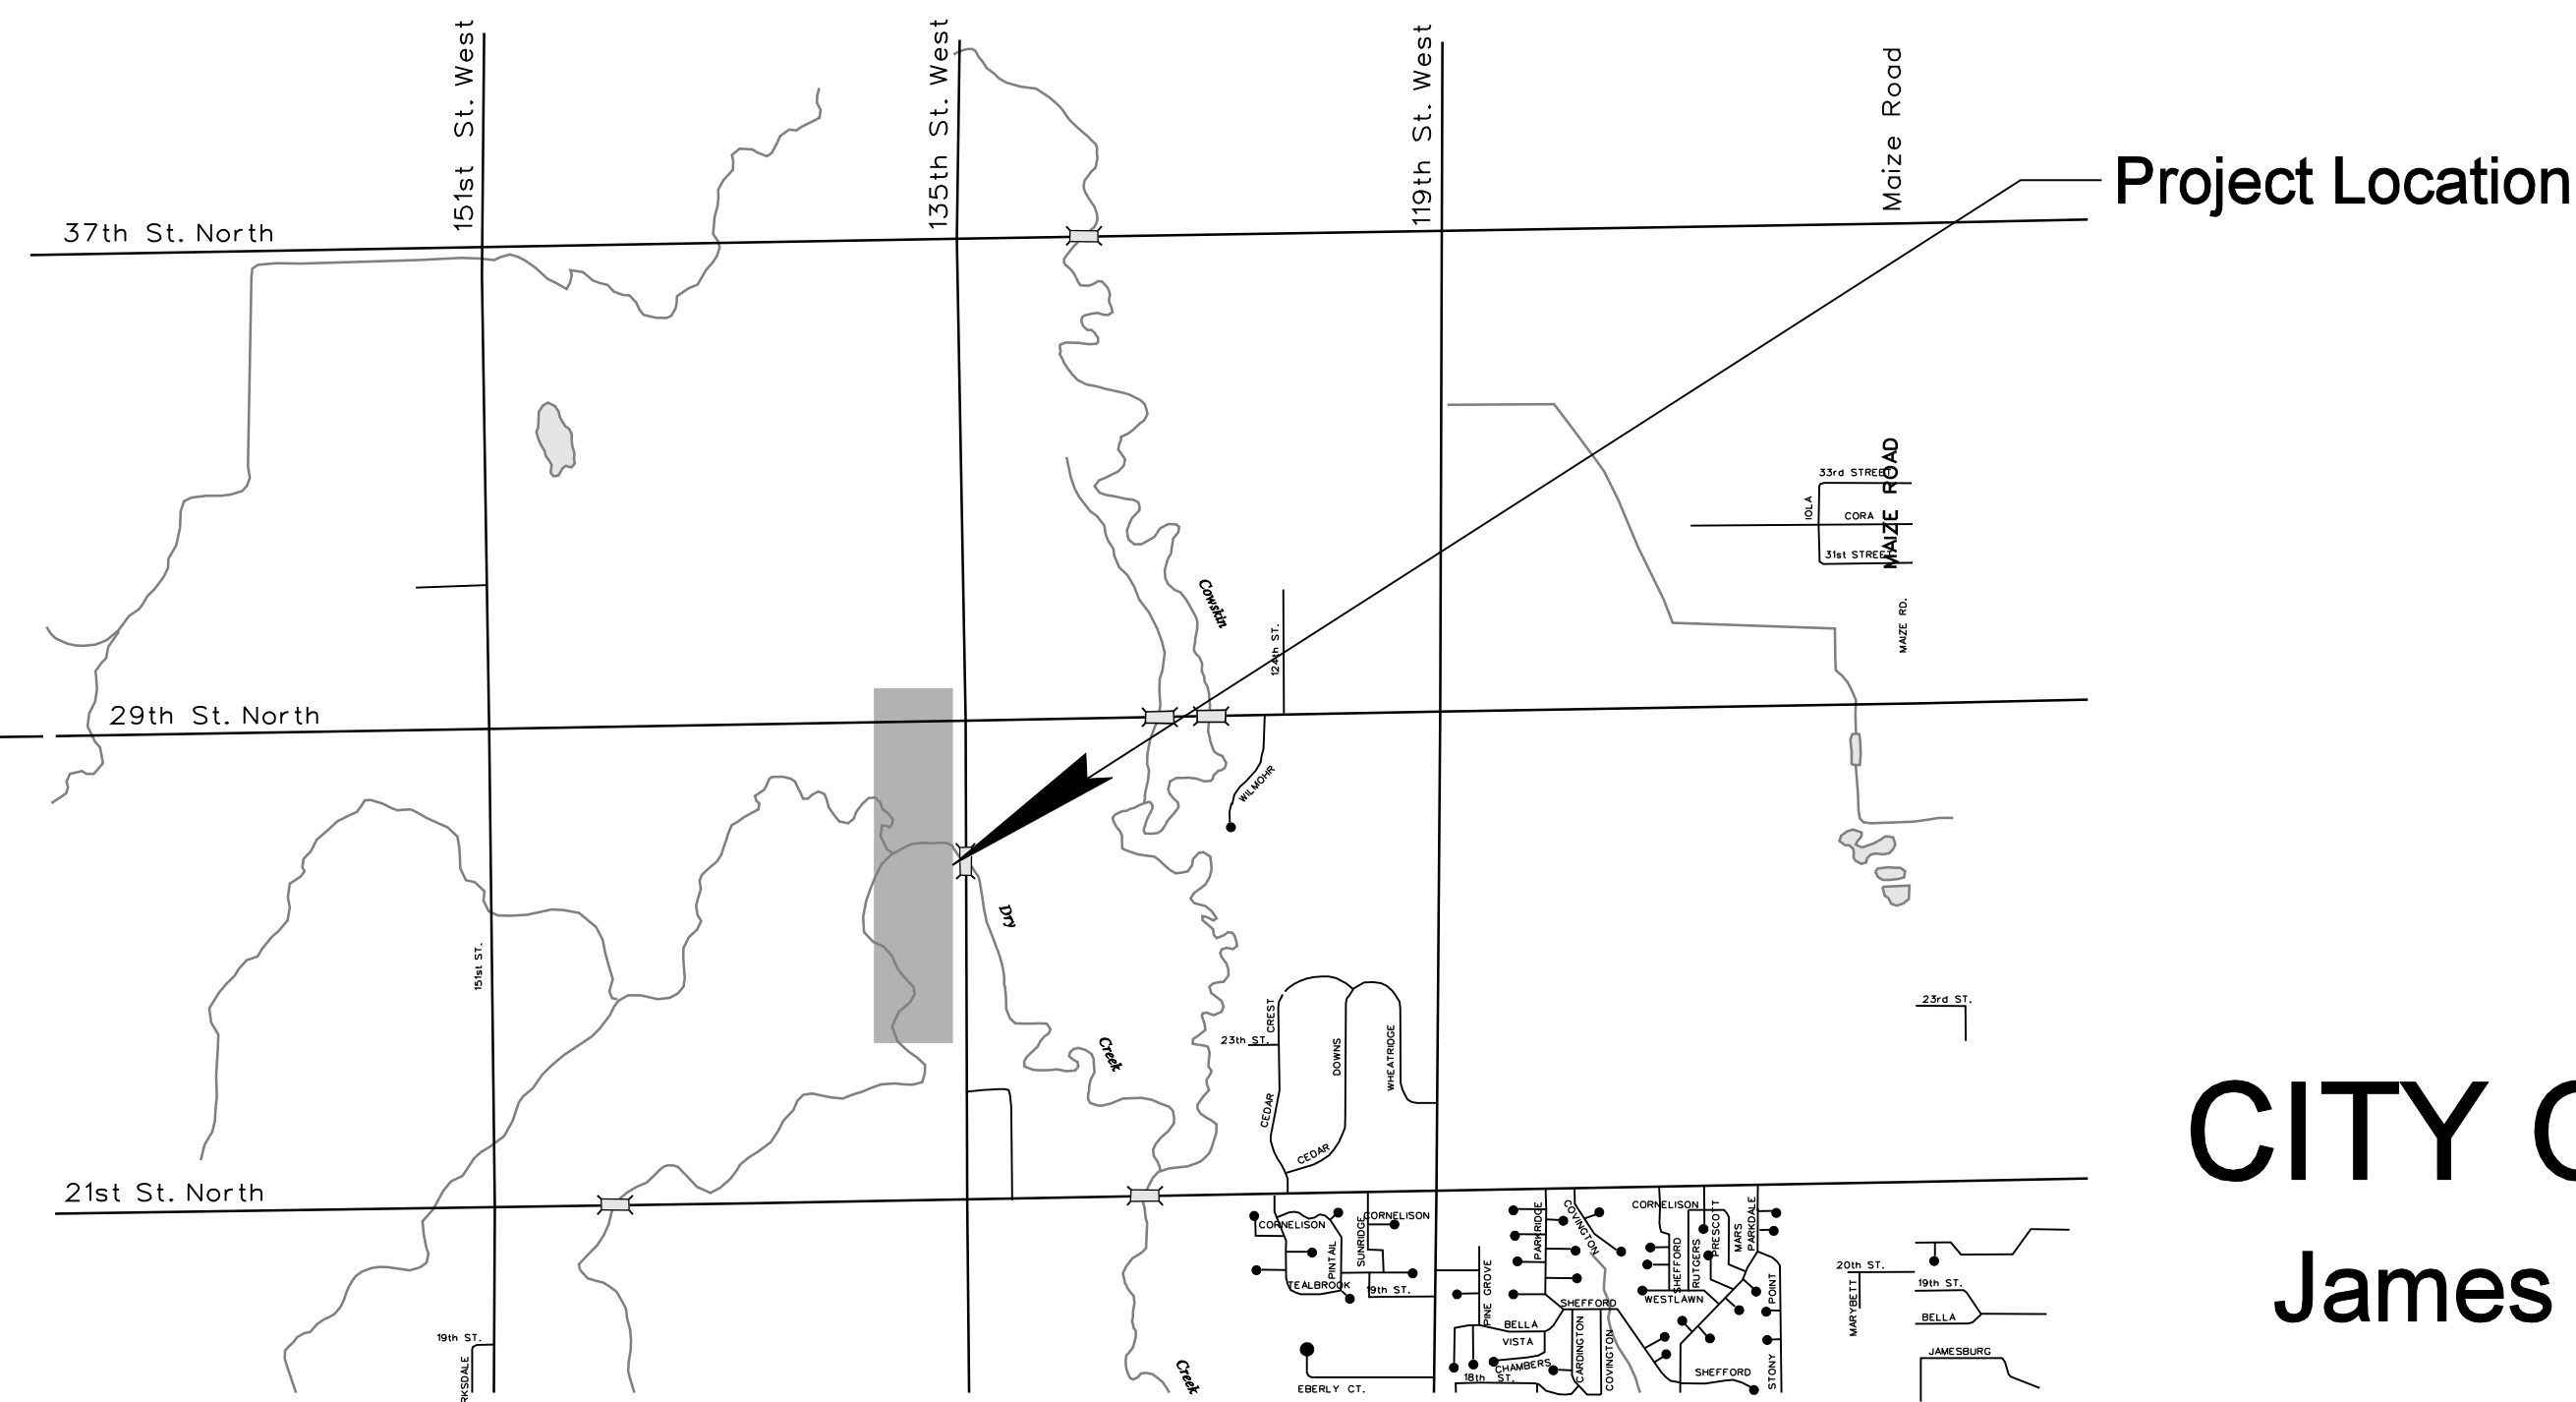 151st St. West
135th St. West
119th St. West
Maize Road
Project Location
37th St. North
33rd STREET
MAIZE ROAD
IOLA
CORA
31st STREET
Cowskin
124th ST.
MAIZE RD.
29th St. North
WILMOHR
Dry
151st ST.
23rd ST.
CREST
23th ST.
DOWNS
WHEATRIDGE
Creek
CEDAR
CEDAR
CITY
21st St. North
CORNELISON
CORNELISON
SUNRIDGE
PINTAIL
TEALBROOK
19th ST.
PARKRIDGE
COVINGTON
CORNELISON
PRESCOTT
MARS
PARKDALE
SHEFFORD
RUTGERS
WESTLAWN
POINT
PINE GROVE
SHEFFORD
BELLA
VISTA
CHAMBERS
CARDINGTON
COVINGTON
18th ST.
SHEFFORD
STONY
20th ST.
MARYBETT
19th ST.
BELLA
JAMESBURG
James
19th ST.
RKSDALE
Creek
EBERLY CT.